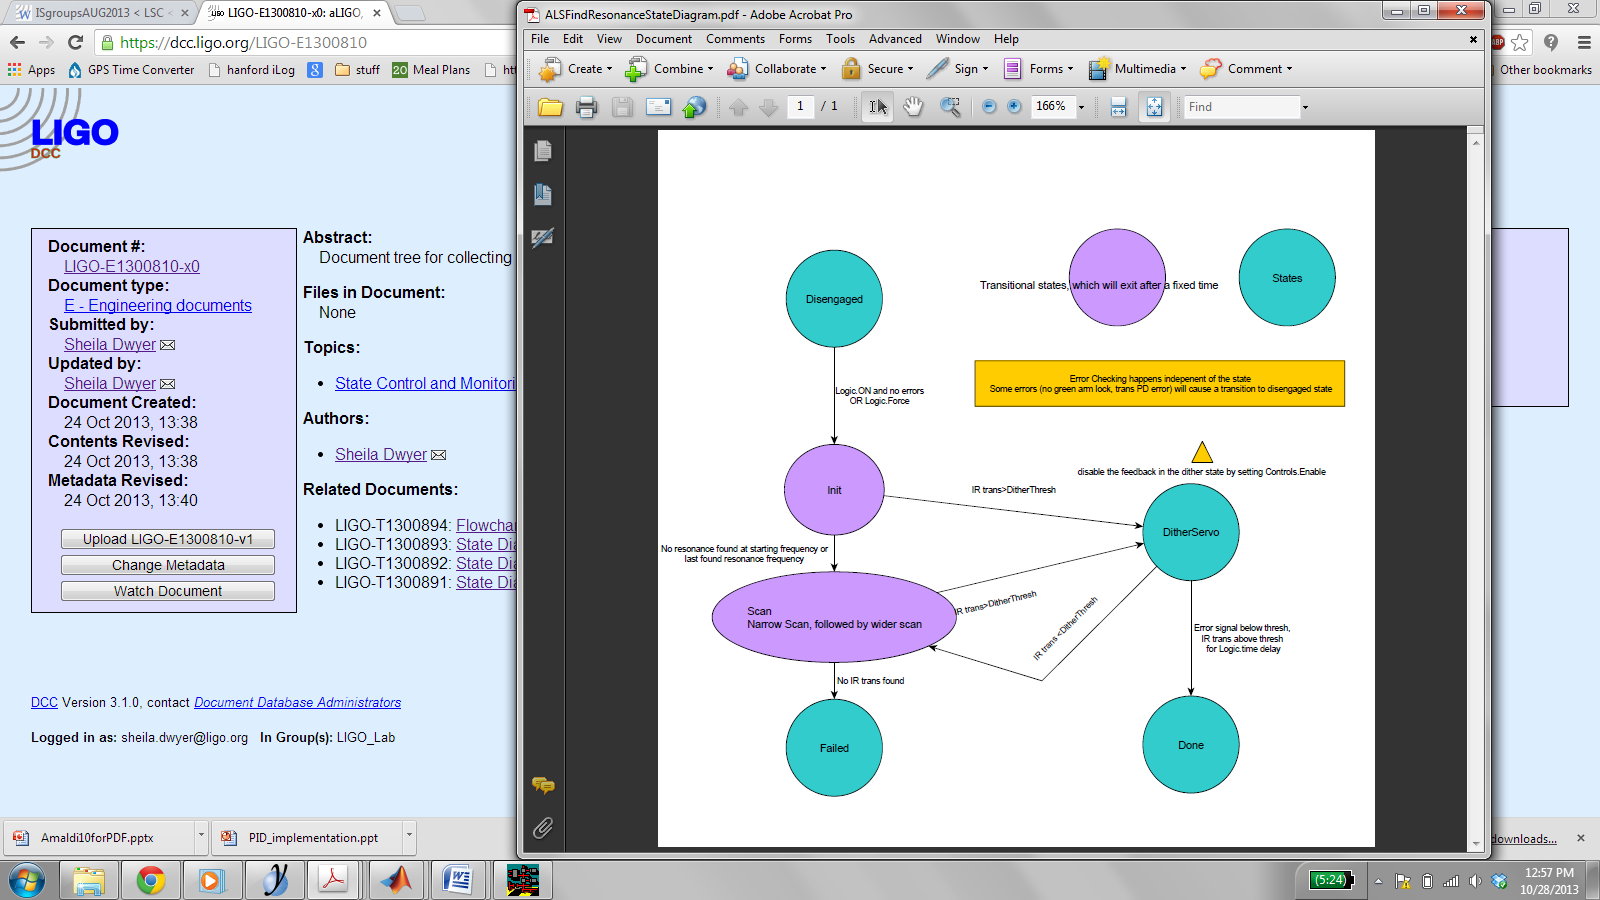 ISgroupsAUG2013 < LSC <
LIGO-E1300810-x0: aLIGO,
https://dcc.ligo.org/LIGO-E1300810
Apps
GPS Time Converter
hanford iLog
stuff
20 Meal Plans
Other bookmarks
LIGO
DCC
Document #:
LIGO-E1300810-x0
Document type:
E - Engineering documents
Submitted by:
Sheila Dwyer
Updated by:
Sheila Dwyer
Document Created:
24 Oct 2013, 13:38
Contents Revised:
24 Oct 2013, 13:38
Metadata Revised:
24 Oct 2013, 13:40
Upload LIGO-E1300810-v1
Change Metadata
Watch Document
Abstract:
Document tree for collecting
Files in Document:
None
Topics:
State Control and Monitori
Authors:
Sheila Dwyer
Related Documents:
LIGO-T1300894: Flowchar
LIGO-T1300893: State Dia
LIGO-T1300892: State Dia
LIGO-T1300891: State Dia
DCC Version 3.1.0, contact Document Database Administrators
Logged in as: sheila.dwyer@ligo.org In Group(s): LIGO_Lab
ALSFindResonanceStateDiagram.pdf - Adobe Acrobat Pro
File Edit View Document Comments Forms Tools Advanced Window Help
Create Combine Collaborate Secure Sign Forms Multimedia Comment
1 / 1 166% Find
Disengaged
Transitional states, which will exit after a fixed time
States
Error Checking happens indepenent of the state
Some errors (no green arm lock, trans PD error) will cause a transition to disengaged state
Logic.ON and no errors
OR Logic.Force
disable the feedback in the dither state by setting Controls.Enable
Init
IR trans>DitherThresh
DitherServo
No resonance found at starting frequency or
last found resonance frequency
Scan
Narrow Scan, followed by wider scan
IR trans>DitherThresh
IR trans <DitherThresh
Error signal below thresh,
IR trans above thresh
for Logic.time delay
No IR trans found
Failed
Done
Amaldi10forPDF.pptx
PID_implementation.ppt
downloads...
(5:24)
12:57 PM
10/28/2013